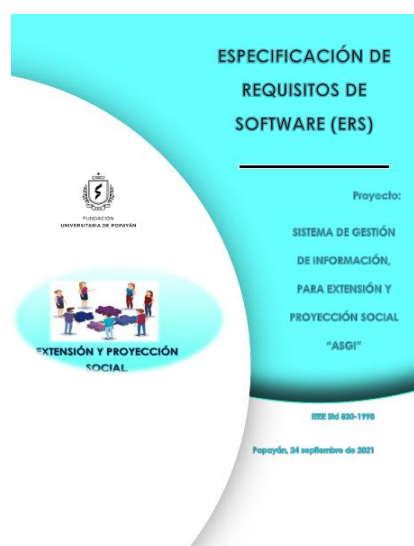 ESPECIFICACIÓN DE
REQUISITOS DE
SOFTWARE (ERS)
Proyecto:
SISTEMA DE GESTIÓN
DE INFORMACIÓN,
PARA EXTENSIÓN Y
PROYECCIÓN SOCIAL
"ASGI"
FUNDACIÓN
UNIVERSITARIA DE POPAYÁN
EXTENSIÓN Y PROYECCIÓN
SOCIAL.
IEEE Std 830-1998
Popayán, 24 septiembre de 2021